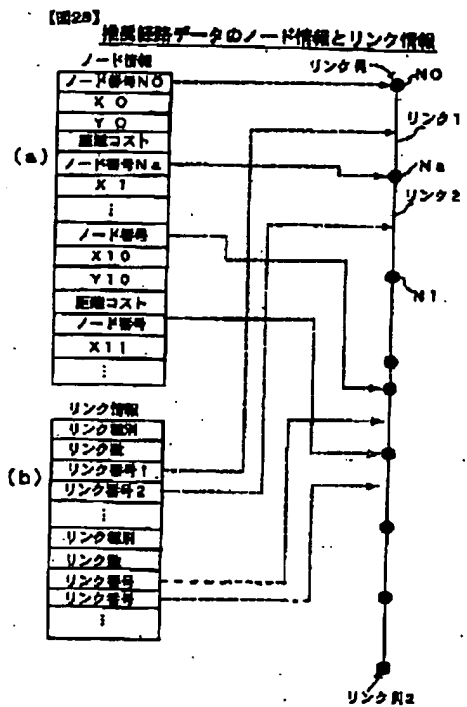 【図23】
推奨経路データのノード情報とリンク情報
ノード情報
ノード番号N0
X0
Y0
距離コスト
ノード番号Na
X1
⋮
ノード番号
X10
Y10
距離コスト
ノード番号
X11
⋮
(a)
リンク情報
リンク種別
リンク数
リンク番号1
リンク番号2
⋮
リンク種別
リンク数
リンク番号
リンク番号
⋮
(b)
リンク列
N0
リンク1
Na
リンク2
N1
リンク列2